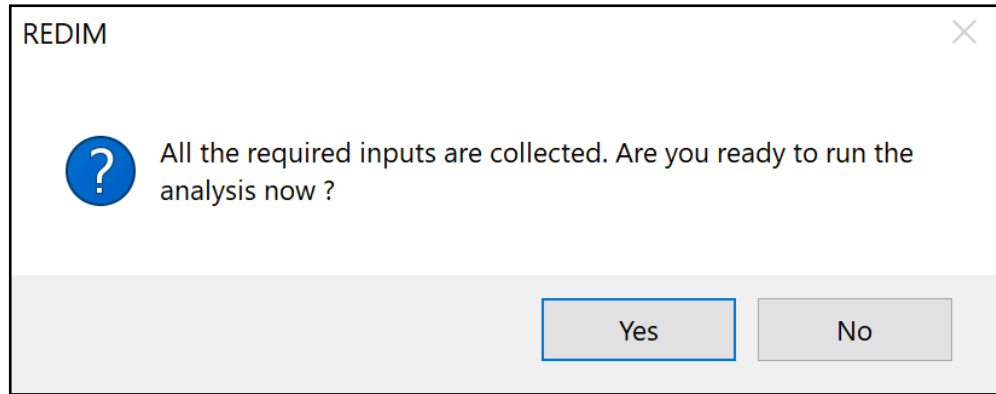 REDIM
?
All the required inputs are collected. Are you ready to run the
analysis now ?
Yes
No